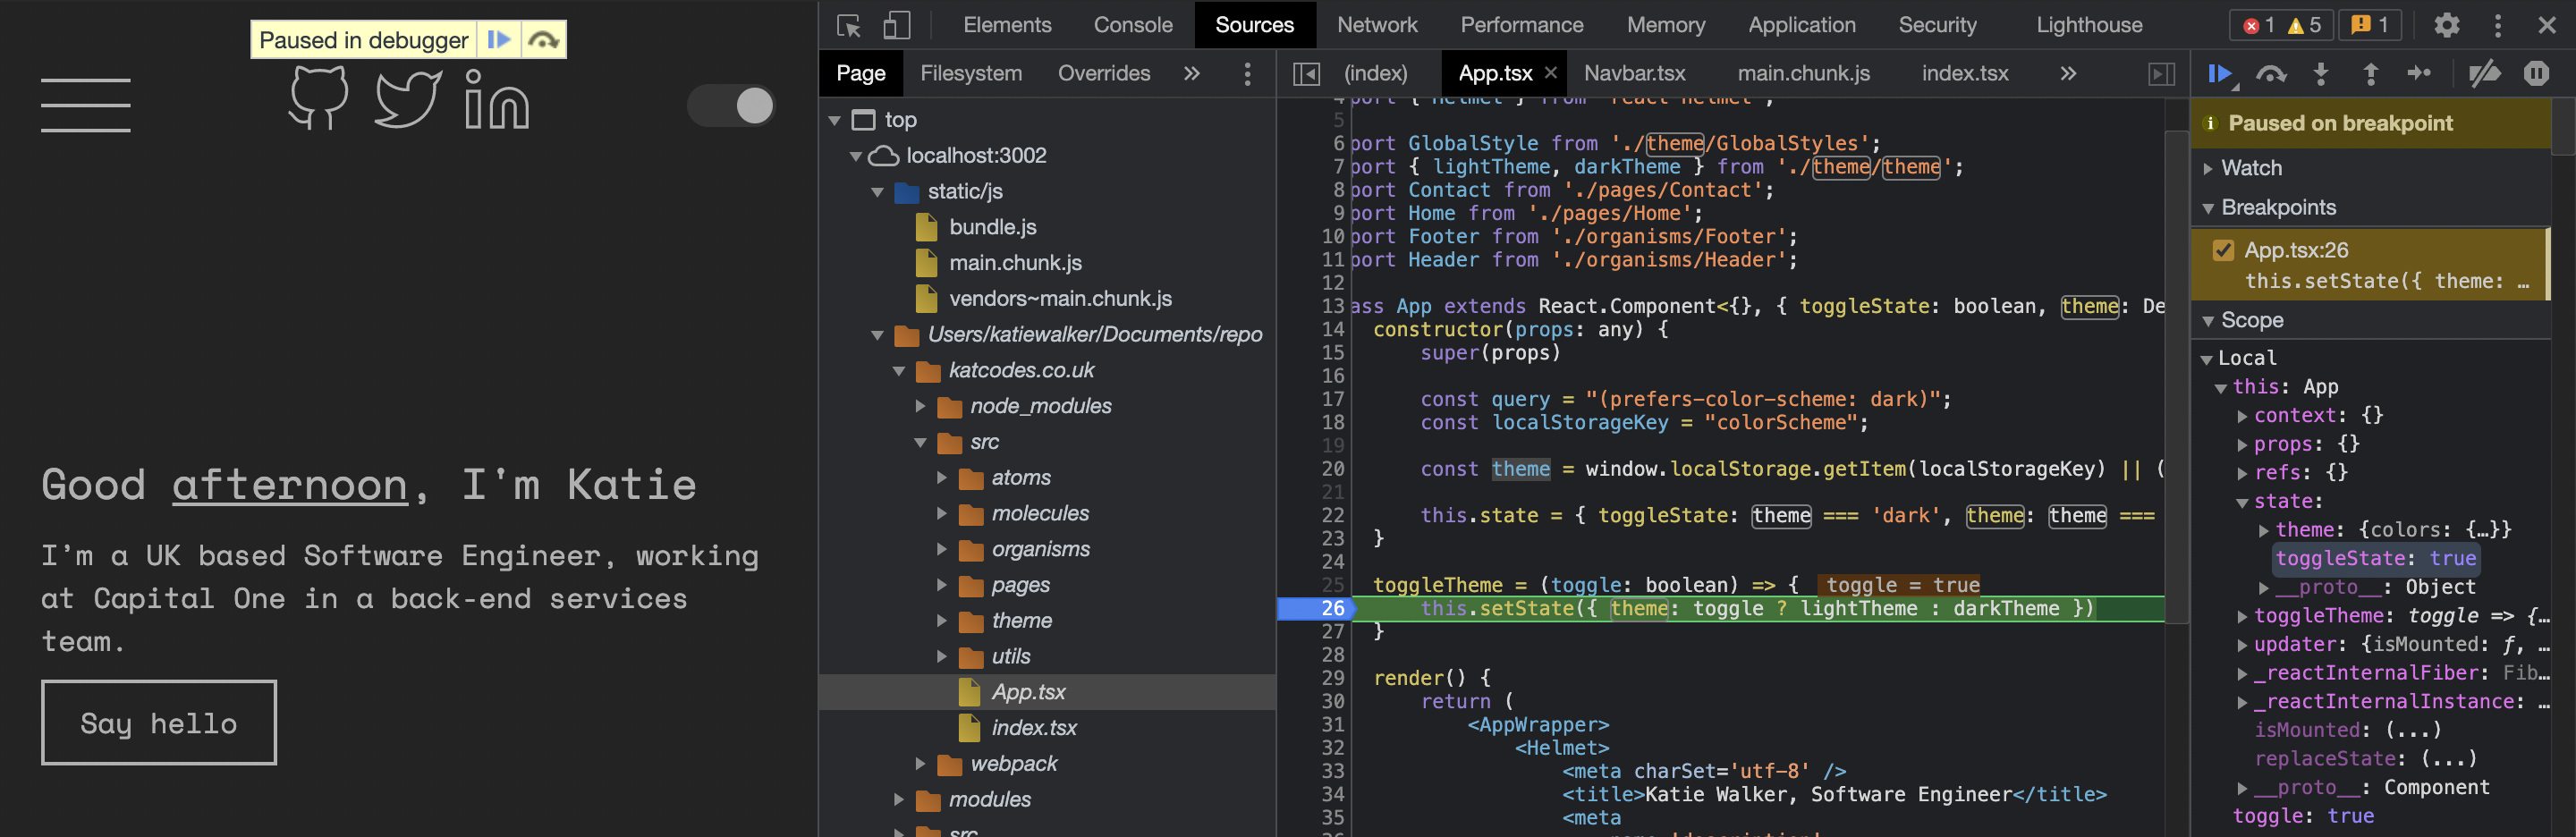 Paused in debugger
Good afternoon, I'm Katie
I'm a UK based Software Engineer, working
at Capital One in a back-end services
team.
Say hello
Elements Console Sources Network Performance Memory Application Security Lighthouse 1 5 1
Page Filesystem Overrides »
top
localhost:3002
static/js
bundle.js
main.chunk.js
vendors~main.chunk.js
Users/katiewalker/Documents/repo
katcodes.co.uk
node_modules
src
atoms
molecules
organisms
pages
theme
utils
App.tsx
index.tsx
webpack
modules
src
(index) App.tsx × Navbar.tsx main.chunk.js index.tsx »
4 port { Helmet } from 'react-helmet';
5
6 port GlobalStyle from './theme/GlobalStyles';
7 port { lightTheme, darkTheme } from './theme/theme';
8 port Contact from './pages/Contact';
9 port Home from './pages/Home';
10 port Footer from './organisms/Footer';
11 port Header from './organisms/Header';
12
13 ass App extends React.Component<{}, { toggleState: boolean, theme: De
14 constructor(props: any) {
15 super(props)
16
17 const query = "(prefers-color-scheme: dark)";
18 const localStorageKey = "colorScheme";
19
20 const theme = window.localStorage.getItem(localStorageKey) || (
21
22 this.state = { toggleState: theme === 'dark', theme: theme ===
23 }
24
25 toggleTheme = (toggle: boolean) => { toggle = true
26 this.setState({ theme: toggle ? lightTheme : darkTheme })
27 }
28
29 render() {
30 return (
31 <AppWrapper>
32 <Helmet>
33 <meta charSet='utf-8' />
34 <title>Katie Walker, Software Engineer</title>
35 <meta
Paused on breakpoint
Watch
Breakpoints
App.tsx:26
this.setState({ theme: …
Scope
Local
this: App
context: {}
props: {}
refs: {}
state:
theme: {colors: {…}}
toggleState: true
__proto__: Object
toggleTheme: toggle => {…
updater: {isMounted: ƒ, …
_reactInternalFiber: Fib…
_reactInternalInstance: …
isMounted: (...)
replaceState: (...)
__proto__: Component
toggle: true